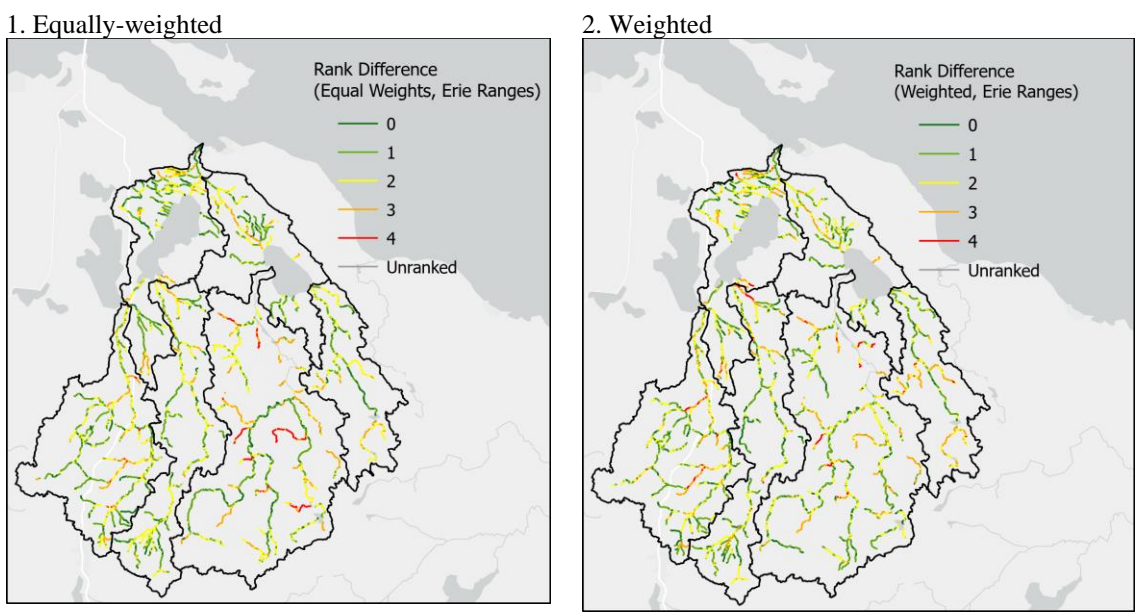 1. Equally-weighted
Rank Difference
(Equal Weights, Erie Ranges)
0
1
2
3
4
Unranked
2. Weighted
Rank Difference
(Weighted, Erie Ranges)
0
1
2
3
4
Unranked